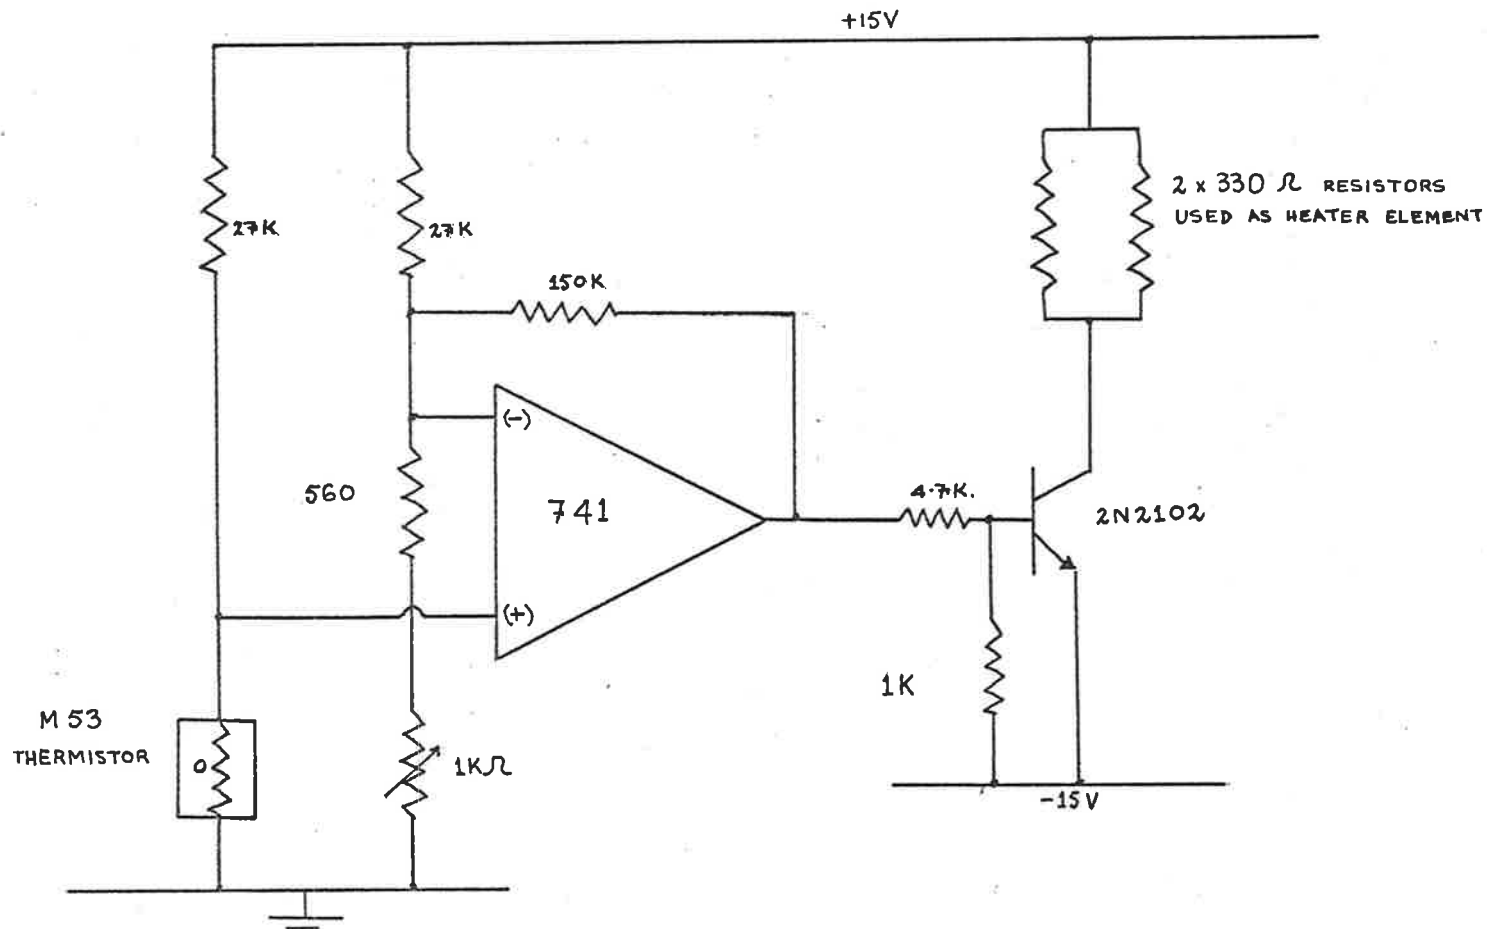 +15V
27K
27K
150K
2 x 330 Ω RESISTORS
USED AS HEATER ELEMENT
(-)
560
741
4.7K.
2N2102
(+)
1K
M 53
THERMISTOR
O
1KΩ
-15V